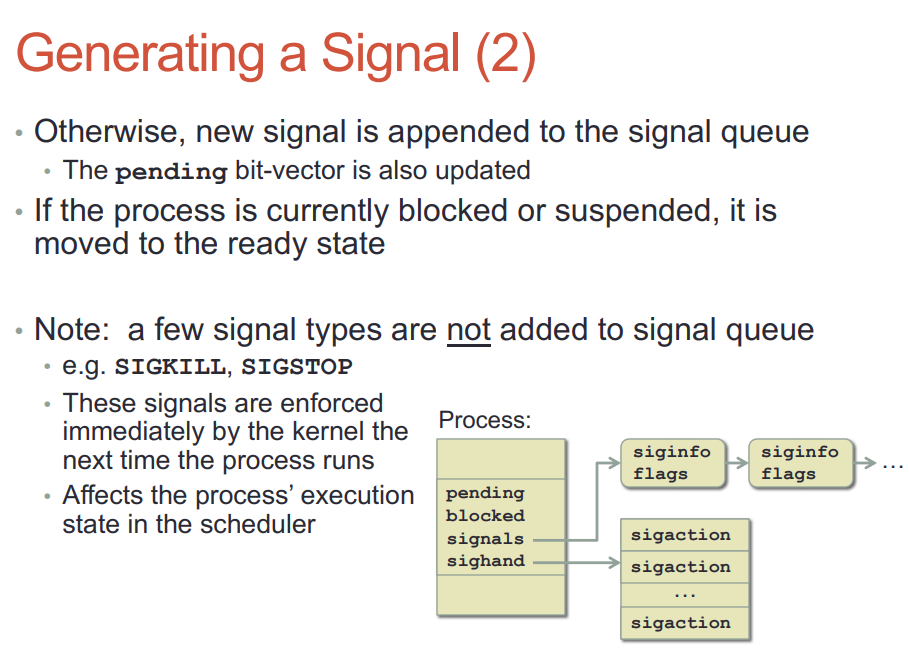 Generating a Signal (2)
• Otherwise, new signal is appended to the signal queue
• The pending bit-vector is also updated
• If the process is currently blocked or suspended, it is
moved to the ready state
• Note: a few signal types are not added to signal queue
• e.g. SIGKILL, SIGSTOP
• These signals are enforced
immediately by the kernel the
next time the process runs
• Affects the process’ execution
state in the scheduler
Process:
pending
blocked
signals
sighand
siginfo
flags
siginfo
flags
...
sigaction
sigaction
...
sigaction